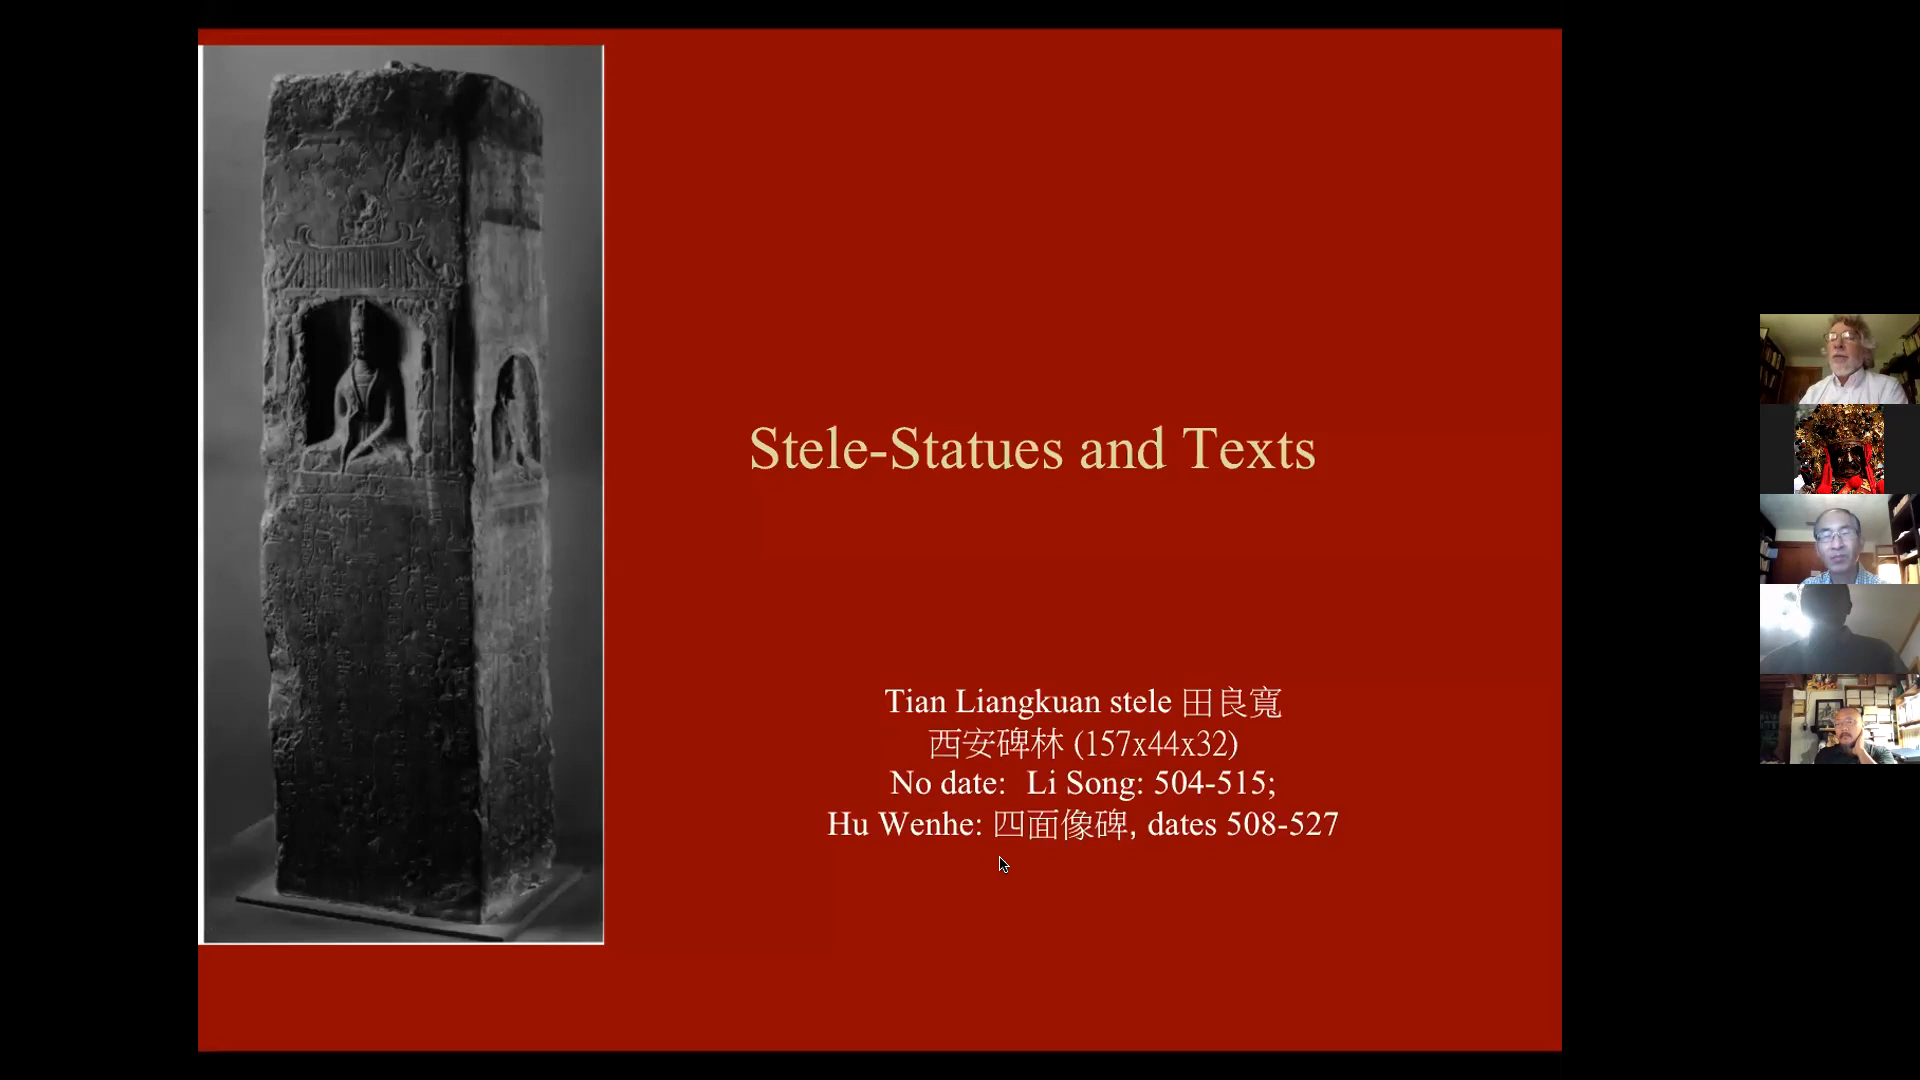 Stele-Statues and Texts
Tian Liangkuan stele 田良寬
西安碑林 (157x44x32)
No date: Li Song: 504-515;
Hu Wenhe: 四面像碑, dates 508-527